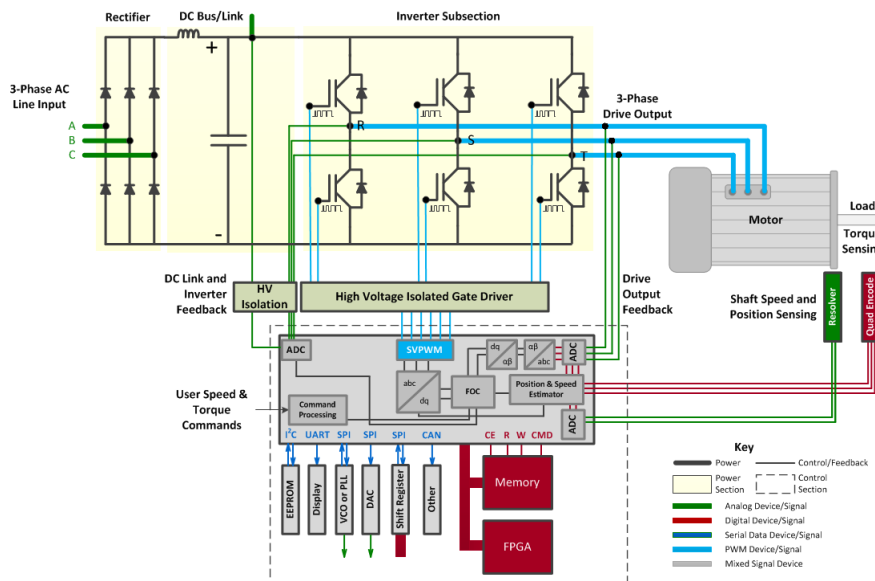 Rectifier
DC Bus/Link
Inverter Subsection
3-Phase AC
Line Input
A
B
C
+
-
R
S
T
3-Phase
Drive Output
Motor
Load
Torqu
Sensing
DC Link and
Inverter
Feedback
HV
Isolation
High Voltage Isolated Gate Driver
Drive
Output
Feedback
Shaft Speed and
Position Sensing
Resolver
Quad Encode
ADC
SVPWM
dq
αβ
αβ
abc
ADC
abc
dq
FOC
Position & Speed
Estimator
ADC
User Speed &
Torque
Commands
Command
Processing
I²C
UART
SPI
SPI
SPI
CAN
CE
R
W
CMD
EEPROM
Display
VCO or PLL
DAC
Shift Register
Other
Memory
FPGA
Key
Power
Control/Feedback
Power
Section
Control
Section
Analog Device/Signal
Digital Device/Signal
Serial Data Device/Signal
PWM Device/Signal
Mixed Signal Device